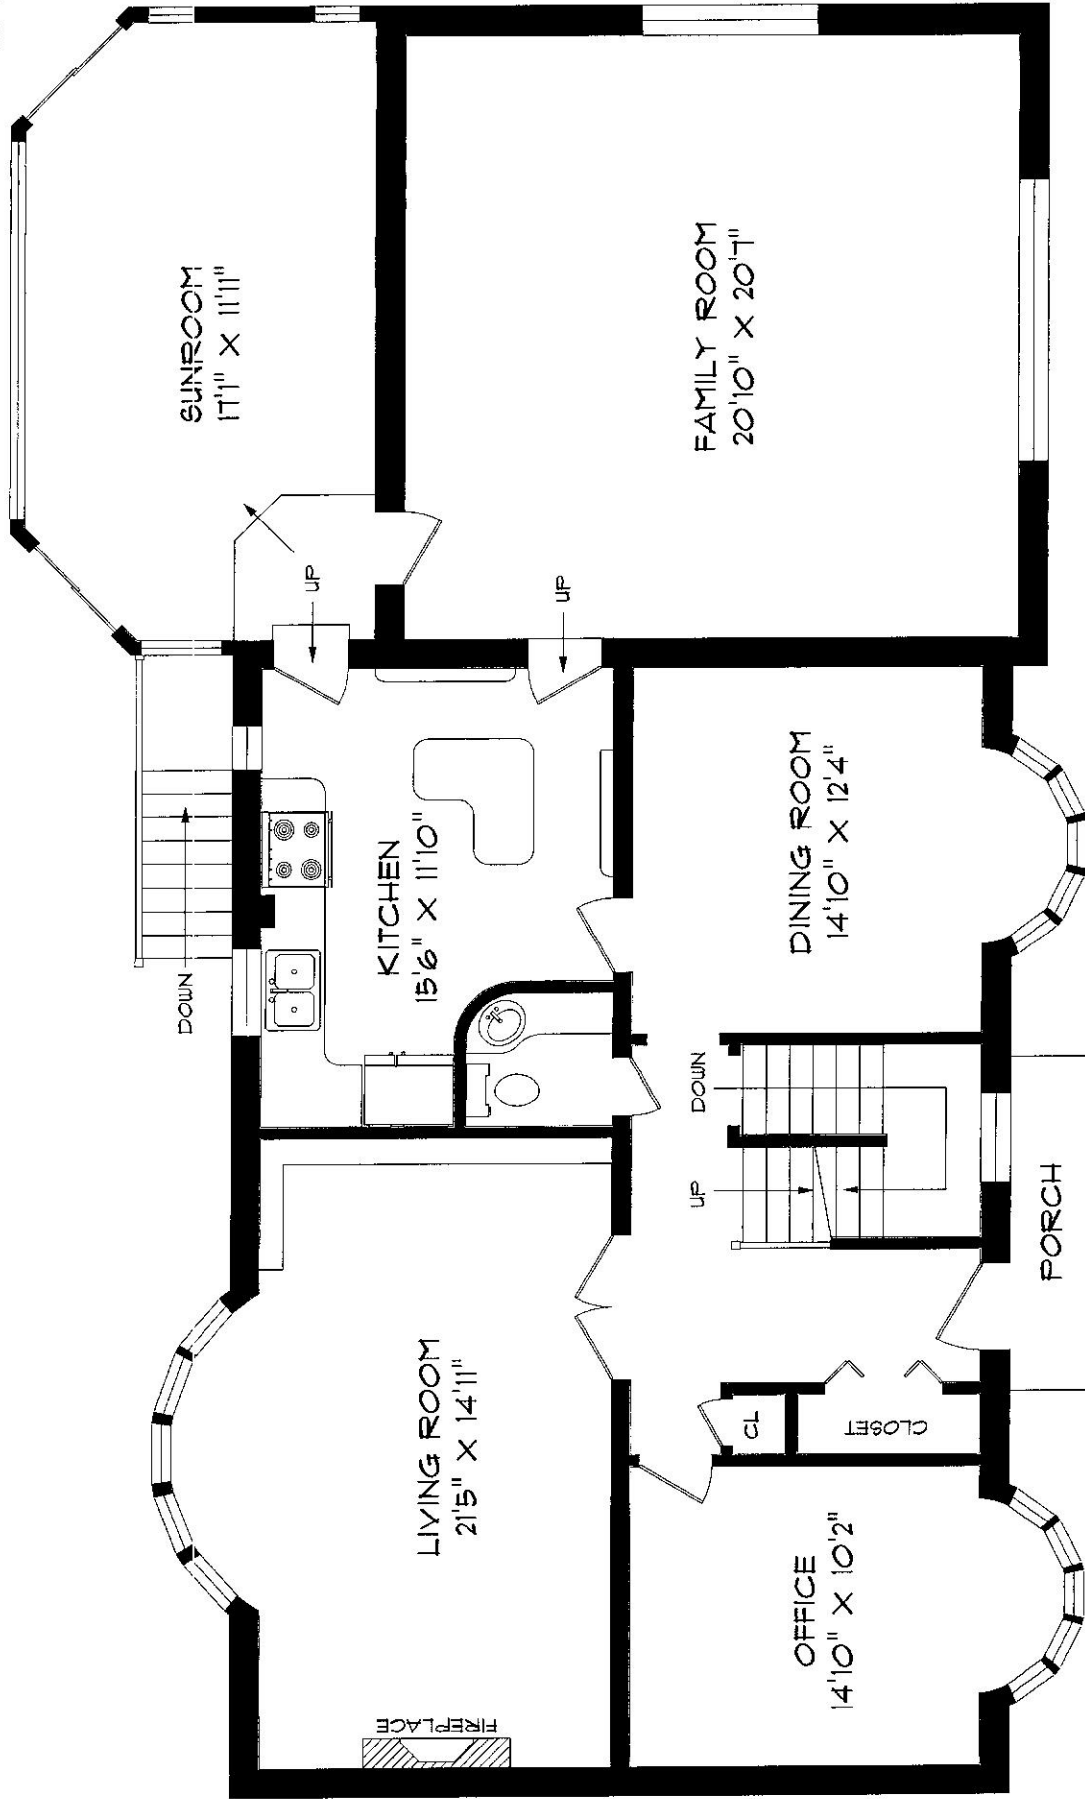 SUNROOM
17'1" X 11'11"
FAMILY ROOM
20'10" X 20'7"
UP
UP
DOWN
KITCHEN
15'6" X 11'10"
DINING ROOM
14'10" X 12'4"
DOWN
UP
PORCH
LIVING ROOM
21'5" X 14'11"
CL
CLOSET
OFFICE
14'10" X 10'2"
FIREPLACE